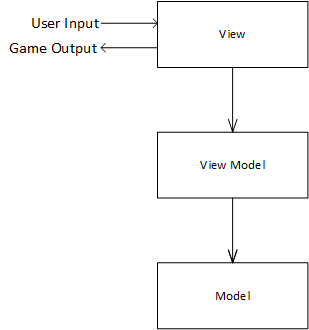 User Input
Game Output
View
View Model
Model